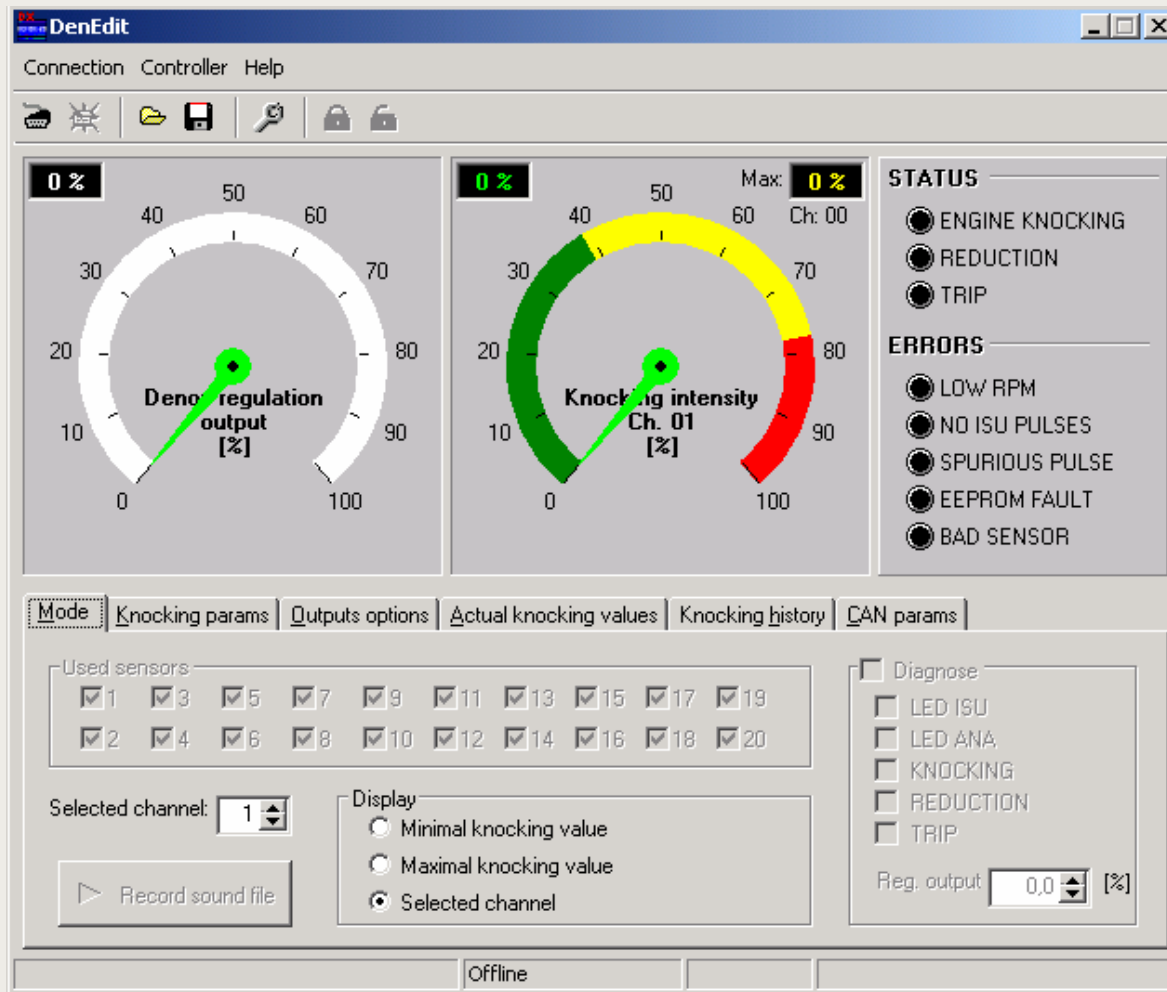 DenEdit
Connection Controller Help
0 %
0
10
20
30
40
50
60
70
80
90
100
Denox regulation
output
[%]
0 %
Max: 0 %
Ch: 00
0
10
20
30
40
50
60
70
80
90
100
Knocking intensity
Ch. 01
[%]
STATUS
ENGINE KNOCKING
REDUCTION
TRIP
ERRORS
LOW RPM
NO ISU PULSES
SPURIOUS PULSE
EEPROM FAULT
BAD SENSOR
Mode Knocking params Outputs options Actual knocking values Knocking history CAN params
Used sensors
1 3 5 7 9 11 13 15 17 19
2 4 6 8 10 12 14 16 18 20
Selected channel: 1
Record sound file
Display
Minimal knocking value
Maximal knocking value
Selected channel
Diagnose
LED ISU
LED ANA
KNOCKING
REDUCTION
TRIP
Reg. output 0,0 [%]
Offline